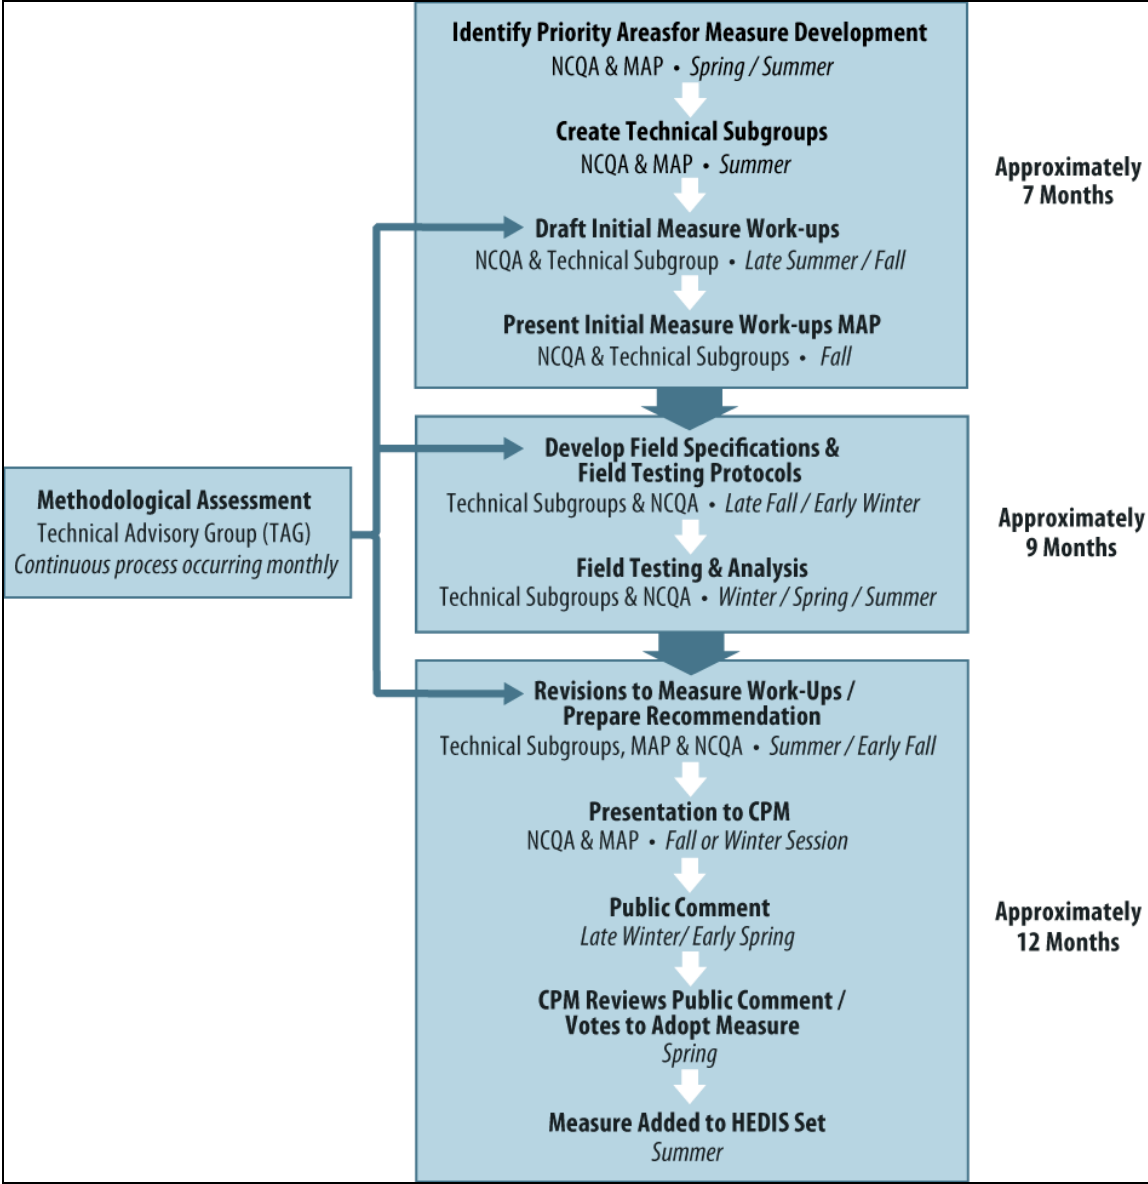 Identify Priority Areasfor Measure Development
NCQA & MAP • Spring / Summer
Create Technical Subgroups
NCQA & MAP • Summer
Draft Initial Measure Work-ups
NCQA & Technical Subgroup • Late Summer / Fall
Present Initial Measure Work-ups MAP
NCQA & Technical Subgroups • Fall
Approximately
7 Months
Develop Field Specifications &
Field Testing Protocols
Technical Subgroups & NCQA • Late Fall / Early Winter
Field Testing & Analysis
Technical Subgroups & NCQA • Winter / Spring / Summer
Approximately
9 Months
Methodological Assessment
Technical Advisory Group (TAG)
Continuous process occurring monthly
Revisions to Measure Work-Ups /
Prepare Recommendation
Technical Subgroups, MAP & NCQA • Summer / Early Fall
Presentation to CPM
NCQA & MAP • Fall or Winter Session
Public Comment
Late Winter/ Early Spring
CPM Reviews Public Comment /
Votes to Adopt Measure
Spring
Measure Added to HEDIS Set
Summer
Approximately
12 Months